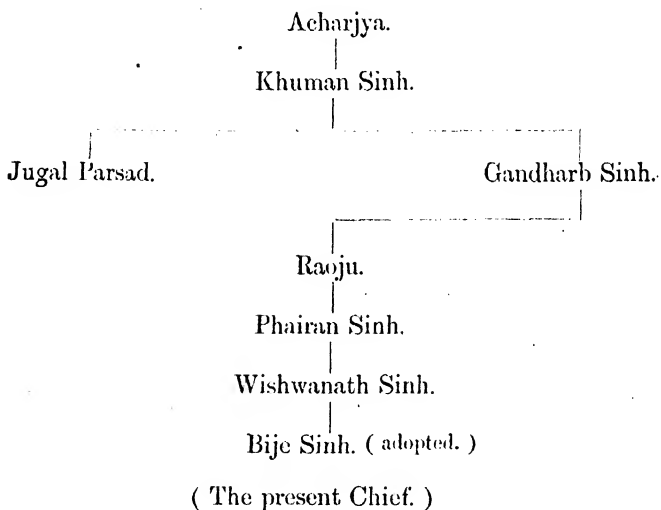 Acharjya.
Khuman Sinh.
Jugal Parsad. Gandharb Sinh.
Raoju.
Phairan Sinh.
Wishwanath Sinh.
Bije Sinh. ( adopted. )
( The present Chief. )